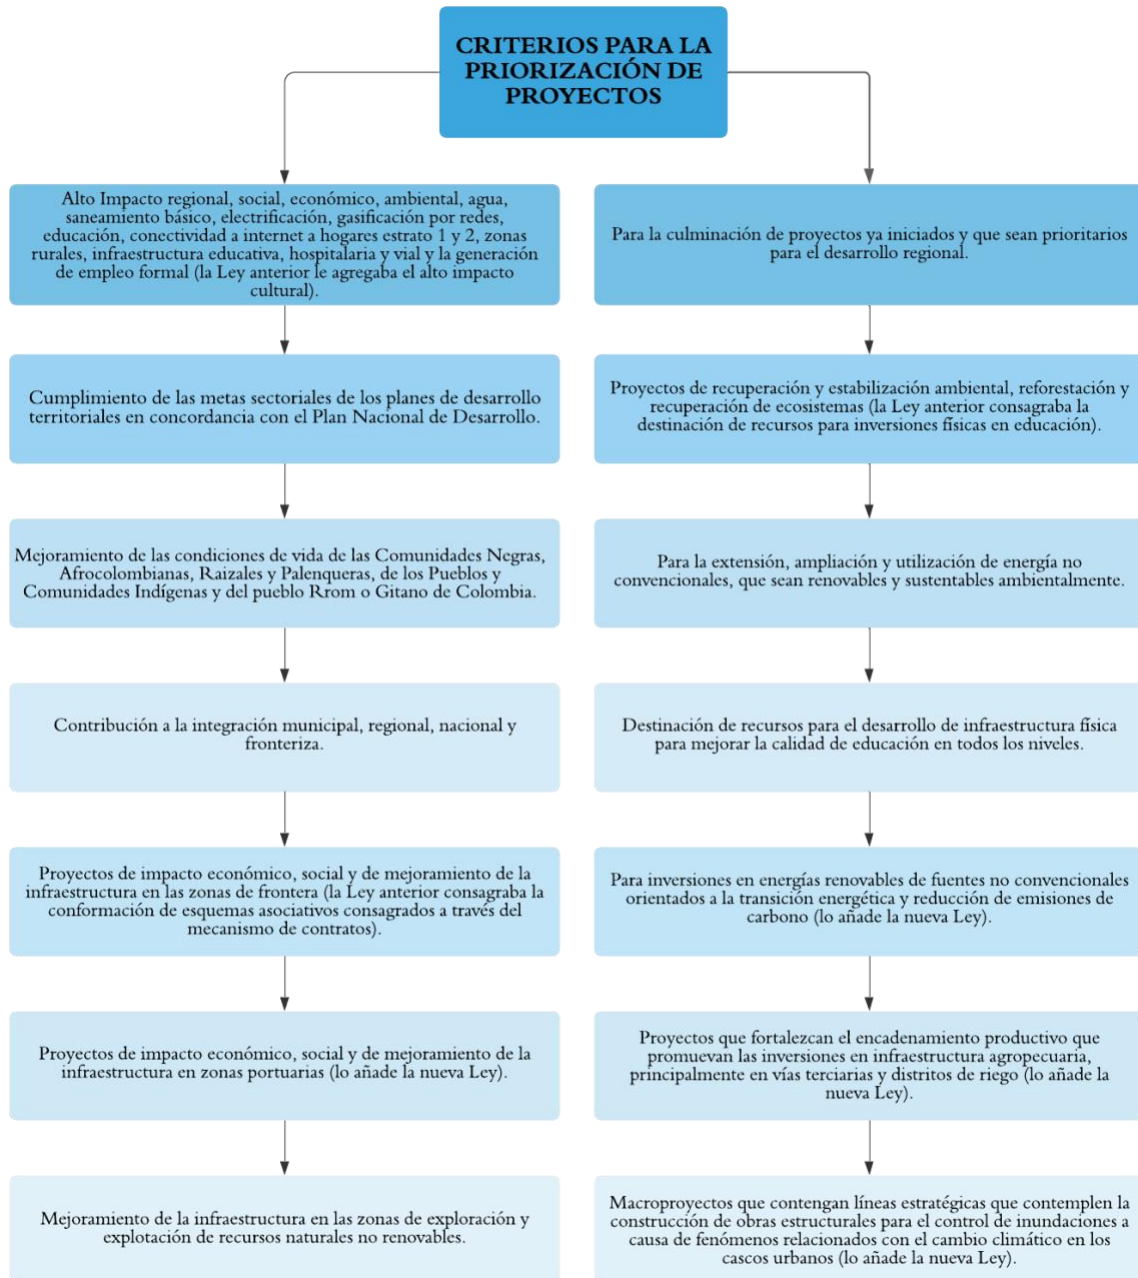 CRITERIOS PARA LA
PRIORIZACIÓN DE
PROYECTOS
Alto Impacto regional, social, económico, ambiental, agua,
saneamiento básico, electrificación, gasificación por redes,
educación, conectividad a internet a hogares estrato 1 y 2, zonas
rurales, infraestructura educativa, hospitalaria y vial y la generación
de empleo formal (la Ley anterior le agregaba el alto impacto
cultural).
Cumplimiento de las metas sectoriales de los planes de desarrollo
territoriales en concordancia con el Plan Nacional de Desarrollo.
Mejoramiento de las condiciones de vida de las Comunidades Negras,
Afrocolombianas, Raizales y Palenqueras, de los Pueblos y
Comunidades Indígenas y del pueblo Rrom o Gitano de Colombia.
Contribución a la integración municipal, regional, nacional y
fronteriza.
Proyectos de impacto económico, social y de mejoramiento de la
infraestructura en las zonas de frontera (la Ley anterior consagraba la
conformación de esquemas asociativos consagrados a través del
mecanismo de contratos).
Proyectos de impacto económico, social y de mejoramiento de la
infraestructura en zonas portuarias (lo añade la nueva Ley).
Mejoramiento de la infraestructura en las zonas de exploración y
explotación de recursos naturales no renovables.
Para la culminación de proyectos ya iniciados y que sean prioritarios
para el desarrollo regional.
Proyectos de recuperación y estabilización ambiental, reforestación y
recuperación de ecosistemas (la Ley anterior consagraba la
destinación de recursos para inversiones físicas en educación).
Para la extensión, ampliación y utilización de energía no
convencionales, que sean renovables y sustentables ambientalmente.
Destinación de recursos para el desarrollo de infraestructura física
para mejorar la calidad de educación en todos los niveles.
Para inversiones en energías renovables de fuentes no convencionales
orientados a la transición energética y reducción de emisiones de
carbono (lo añade la nueva Ley).
Proyectos que fortalezcan el encadenamiento productivo que
promuevan las inversiones en infraestructura agropecuaria,
principalmente en vías terciarias y distritos de riego (lo añade la
nueva Ley).
Macroproyectos que contengan líneas estratégicas que contemplen la
construcción de obras estructurales para el control de inundaciones a
causa de fenómenos relacionados con el cambio climático en los
cascos urbanos (lo añade la nueva Ley).